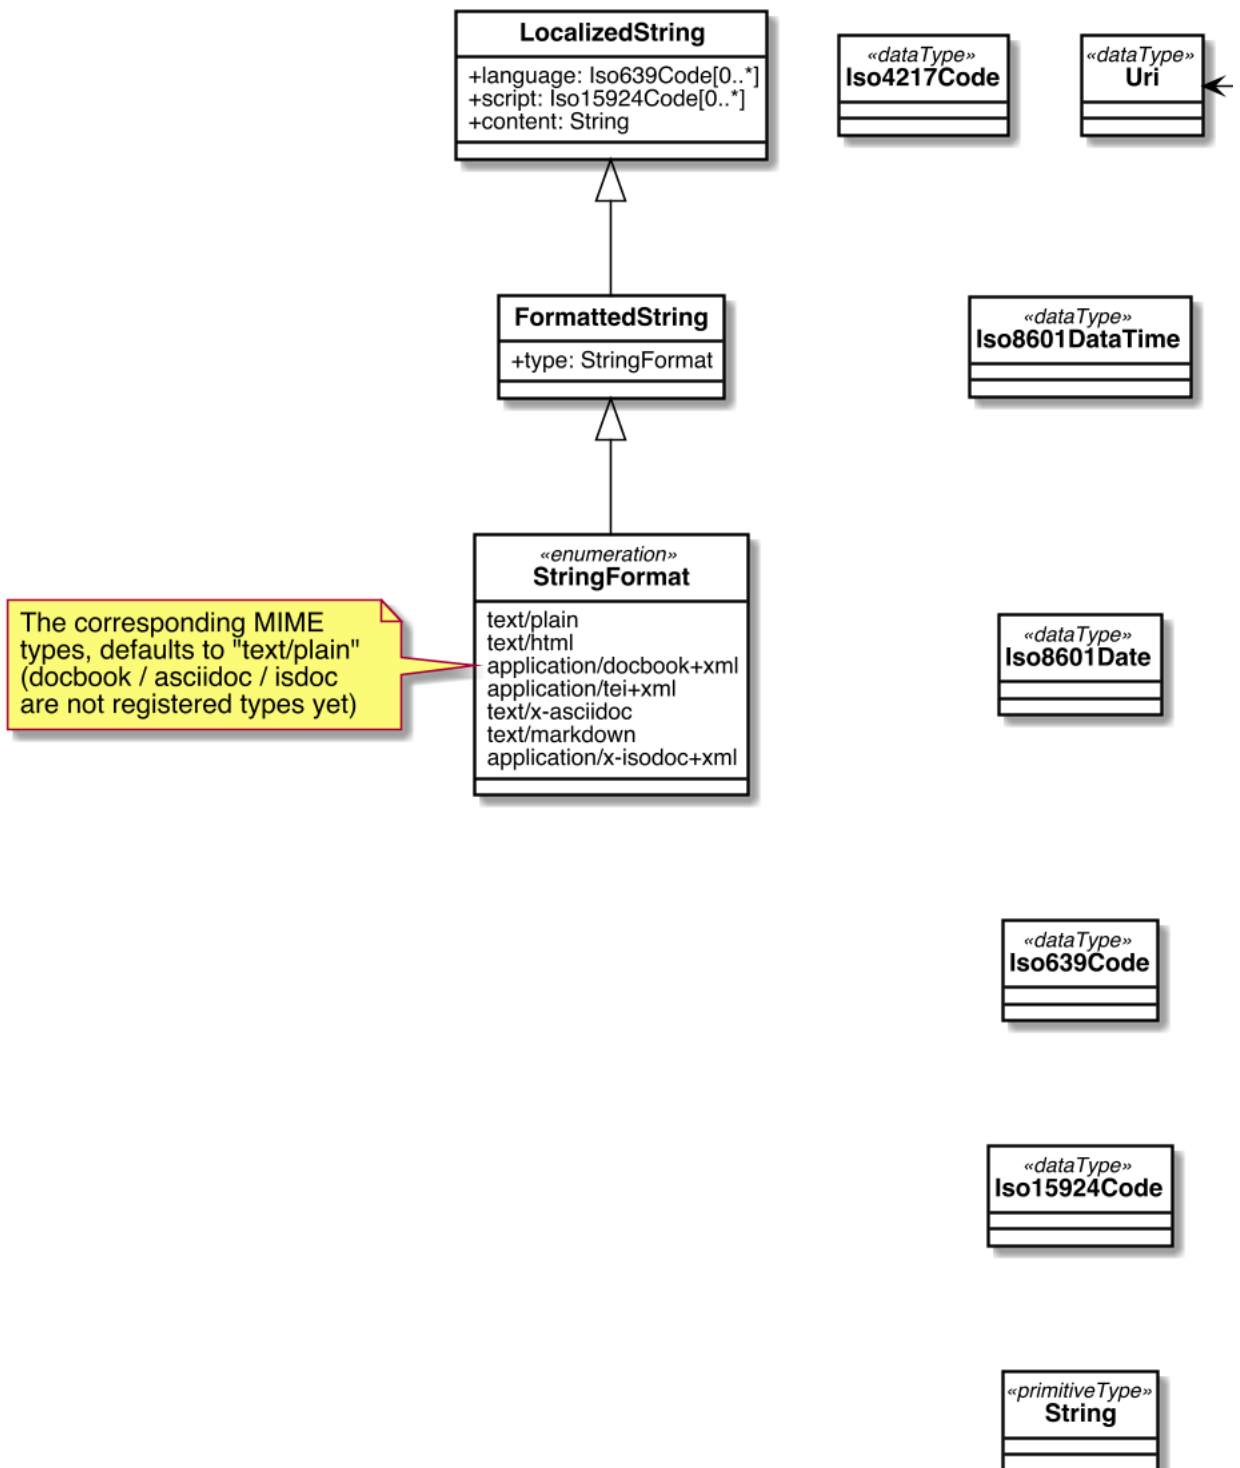 LocalizedString
+language: Iso639Code[0..*]
+script: Iso15924Code[0..*]
+content: String
«dataType»
Iso4217Code
«dataType»
Uri
FormattedString
+type: StringFormat
«dataType»
Iso8601DataTime
«enumeration»
StringFormat
text/plain
text/html
application/docbook+xml
application/tei+xml
text/x-asciidoc
text/markdown
application/x-isodoc+xml
The corresponding MIME
types, defaults to "text/plain"
(docbook / asciidoc / isdoc
are not registered types yet)
«dataType»
Iso8601Date
«dataType»
Iso639Code
«dataType»
Iso15924Code
«primitiveType»
String